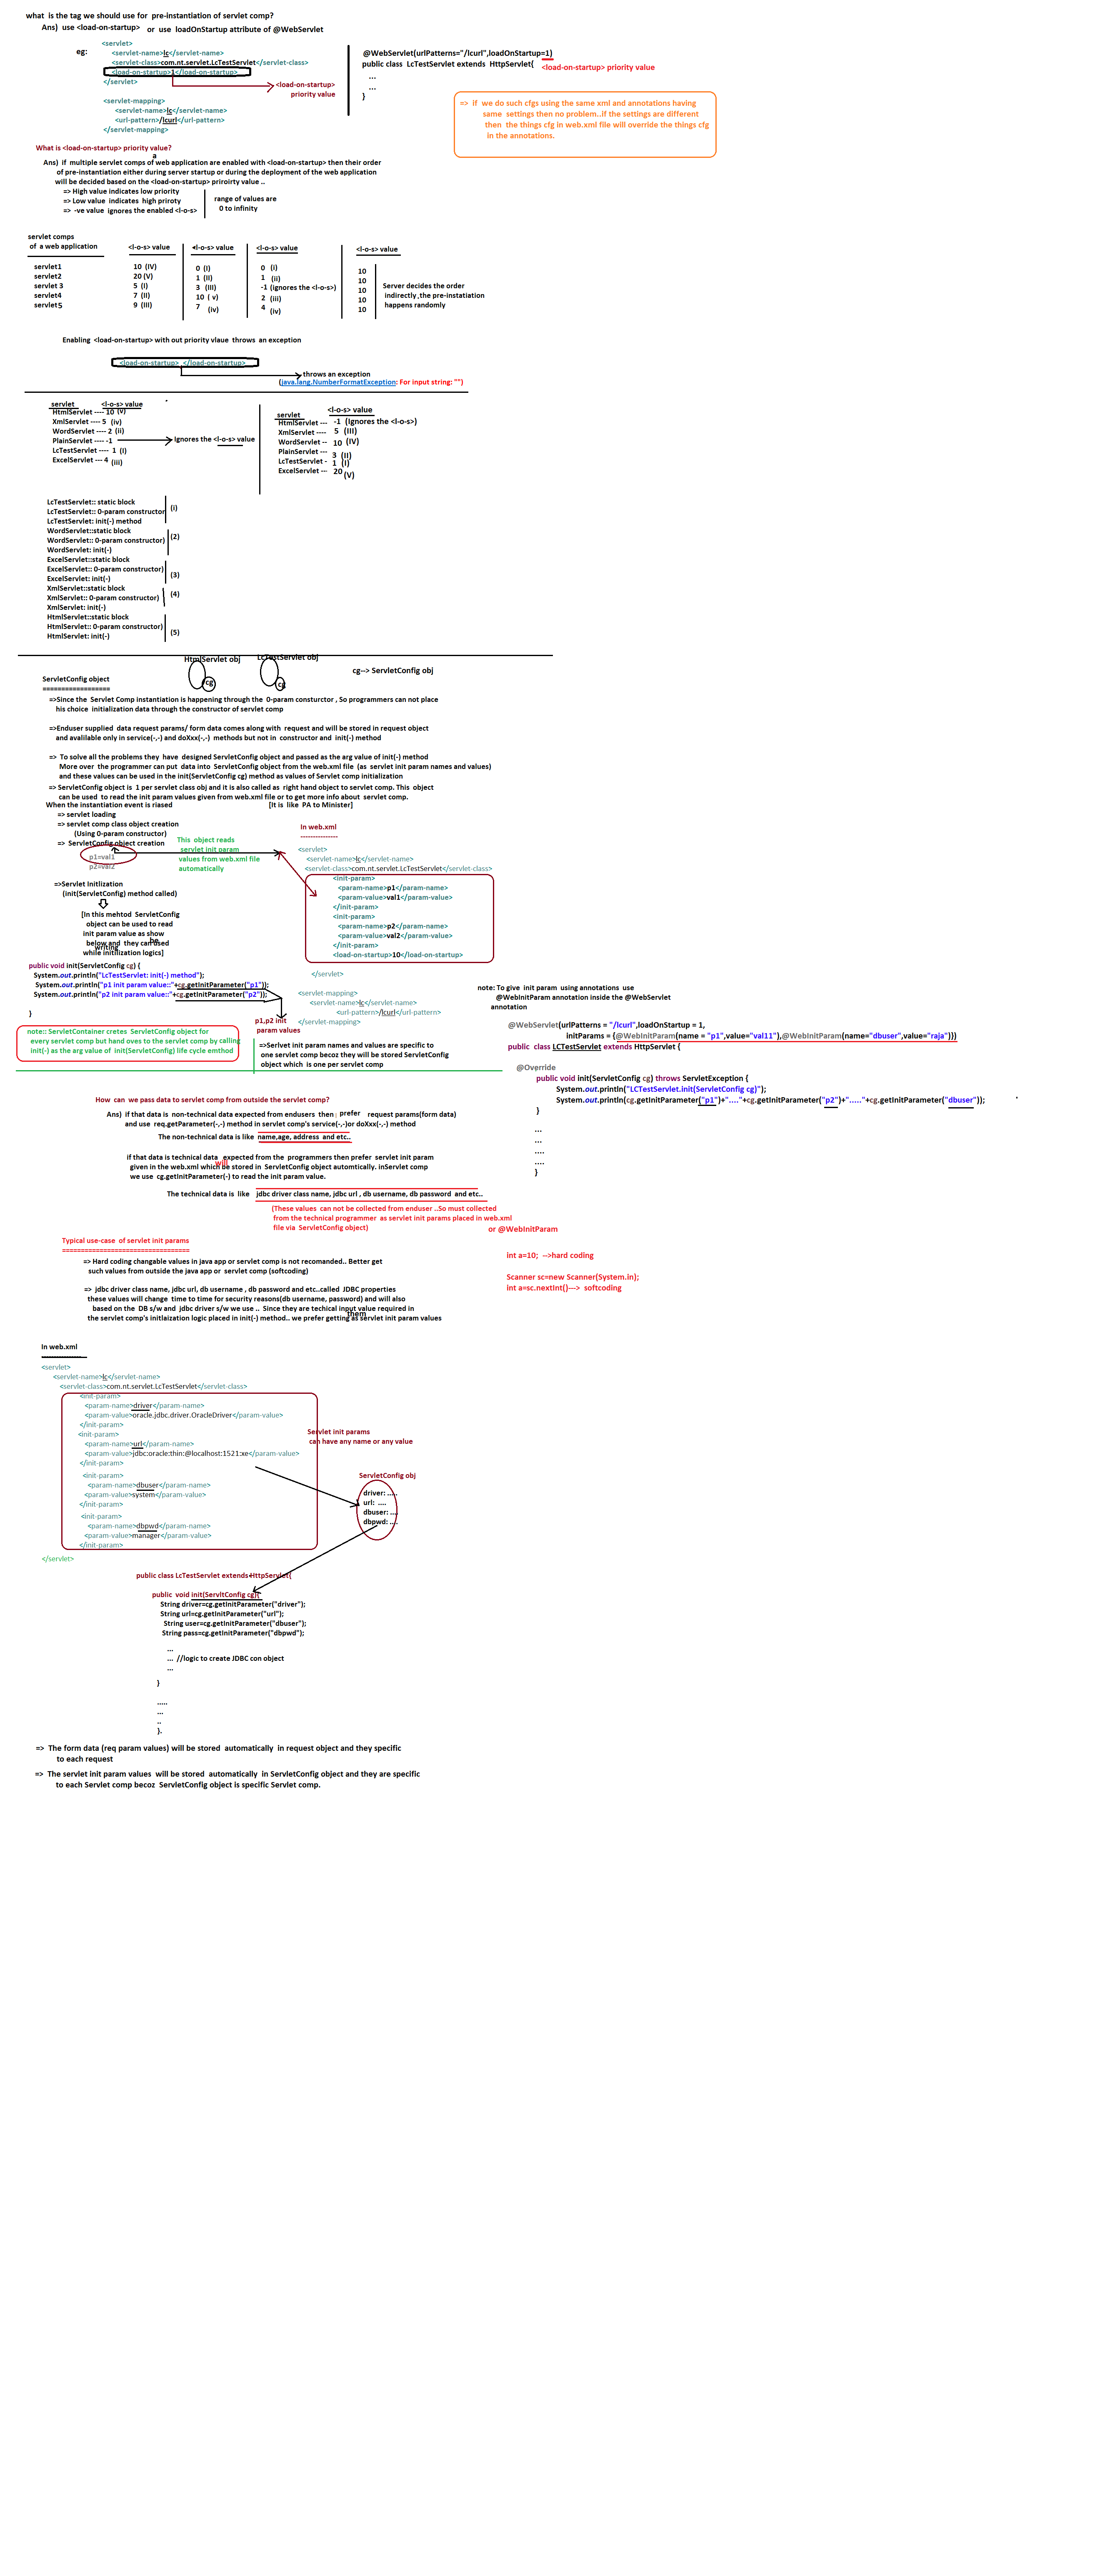 what is the tag we should use for pre-instantiation of servlet comp?
Ans) use <load-on-startup> or use loadOnStartup attribute of @WebServlet
eg:
<servlet>
<servlet-name>lc</servlet-name>
<servlet-class>com.nt.servlet.LcTestServlet</servlet-class>
<load-on-startup>1</load-on-startup>
</servlet>
<load-on-startup>
priority value
<servlet-mapping>
<servlet-name>lc</servlet-name>
<url-pattern>/lcurl</url-pattern>
</servlet-mapping>
@WebServlet(urlPatterns="/lcurl",loadOnStartup=1)
public class LcTestServlet extends HttpServlet{
<load-on-startup> priority value
...
...
}
=> if we do such cfgs using the same xml and annotations having
same settings then no problem..if the settings are different
then the things cfg in web.xml file will override the things cfg
in the annotations.
What is <load-on-startup> priority value?
a
Ans) if multiple servlet comps of web application are enabled with <load-on-startup> then their order
of pre-instantiation either during server startup or during the deployment of the web application
will be decided based on the <load-on-startup> priroirty value ..
=> High value indicates low priority
=> Low value indicates high priroty
=> -ve value ignores the enabled <l-o-s>
range of values are
0 to infinity
servlet comps
of a web application
<l-o-s> value
<l-o-s> value
<l-o-s> value
<l-o-s> value
servlet1 10 (IV) 0 (I) 0 (i) 10
servlet2 20 (V) 1 (II) 1 (ii) 10
servlet 3 5 (I) 3 (III) -1 (ignores the <l-o-s>) 10
servlet4 7 (II) 10 ( v) 2 (iii) 10
servlet5 9 (III) 7 (iv) 4 (iv) 10
Server decides the order
indirectly ,the pre-instatiation
happens randomly
Enabling <load-on-startup> with out priority vlaue throws an exception
<load-on-startup> </load-on-startup>
throws an exception
(java.lang.NumberFormatException: For input string: "")
servlet <l-o-s> value
HtmlServlet ---- 10 (v)
XmlServlet ---- 5 (iv)
WordServlet ---- 2 (ii)
PlainServlet ---- -1 Ignores the <l-o-s> value
LcTestServlet ---- 1 (i)
ExcelServlet --- 4 (iii)
servlet <l-o-s> value
HtmlServlet --- -1 (Ignores the <l-o-s>)
XmlServlet ---- 5 (III)
WordServlet -- 10 (IV)
PlainServlet --- 3 (II)
LcTestServlet - 1 (I)
ExcelServlet --- 20 (V)
LcTestServlet:: static block
LcTestServlet:: 0-param constructor (i)
LcTestServlet: init(-) method
WordServlet::static block
WordServlet:: 0-param constructor) (2)
WordServlet: init(-)
ExcelServlet::static block
ExcelServlet:: 0-param constructor)
ExcelServlet: init(-) (3)
XmlServlet::static block
XmlServlet:: 0-param constructor) (4)
XmlServlet: init(-)
HtmlServlet::static block
HtmlServlet:: 0-param constructor)
HtmlServlet: init(-) (5)
HtmlServlet obj
LcTestServlet obj
cg
cg
cg--> ServletConfig obj
ServletConfig object
==================
=>Since the Servlet Comp instantiation is happening through the 0-param consturctor , So programmers can not place
his choice initialization data through the constructor of servlet comp
=>Enduser supplied data request params/ form data comes along with request and will be stored in request object
and avalilable only in service(-,-) and doXxx(-,-) methods but not in constructor and init(-) method
=> To solve all the problems they have designed ServletConfig object and passed as the arg value of init(-) method
More over the programmer can put data into ServletConfig object from the web.xml file (as servlet init param names and values)
and these values can be used in the init(ServletConfig cg) method as values of Servlet comp initialization
=> ServletConfig object is 1 per servlet class obj and it is also called as right hand object to servlet comp. This object
can be used to read the init param values given from web.xml file or to get more info about servlet comp.
[It is like PA to Minister]
When the instantiation event is riased
=> servlet loading
=> servlet comp class object creation
(Using 0-param constructor)
=> ServletConfig object creation
p1=val1
p2=val2
This object reads
servlet init param
values from web.xml file
automatically
=>Servlet Initlization
(init(ServletConfig) method called)
[In this mehtod ServletConfig
object can be used to read
init param value as show
be
below and they can used
writing
while initilization logics]
In web.xml
---------------
<servlet>
<servlet-name>lc</servlet-name>
<servlet-class>com.nt.servlet.LcTestServlet</servlet-class>
<init-param>
<param-name>p1</param-name>
<param-value>val1</param-value>
</init-param>
<init-param>
<param-name>p2</param-name>
<param-value>val2</param-value>
</init-param>
<load-on-startup>10</load-on-startup>
</servlet>
<servlet-mapping>
<servlet-name>lc</servlet-name>
<url-pattern>/lcurl</url-pattern>
</servlet-mapping>
public void init(ServletConfig cg) {
System.out.println("LcTestServlet: init(-) method");
System.out.println("p1 init param value::"+cg.getInitParameter("p1"));
System.out.println("p2 init param value::"+cg.getInitParameter("p2"));
}
p1,p2 init
param values
note:: ServletContainer cretes ServletConfig object for
every servlet comp but hand oves to the servlet comp by calling
init(-) as the arg value of init(ServletConfig) life cycle emthod
=>Serlvet init param names and values are specific to
one servlet comp becoz they will be stored ServletConfig
object which is one per servlet comp
note: To give init param using annotations use
@WebInitParam annotation inside the @WebServlet
annotation
@WebServlet(urlPatterns = "/lcurl",loadOnStartup = 1,
initParams = {@WebInitParam(name = "p1",value="val11"),@WebInitParam(name="dbuser",value="raja")})
public class LCTestServlet extends HttpServlet {
@Override
public void init(ServletConfig cg) throws ServletException {
System.out.println("LCTestServlet.init(ServletConfig cg)");
System.out.println(cg.getInitParameter("p1")+"...."+cg.getInitParameter("p2")+"....."+cg.getInitParameter("dbuser"));
}
...
...
....
....
}
How can we pass data to servlet comp from outside the servlet comp?
Ans) if that data is non-technical data expected from endusers then prefer request params(form data)
and use req.getParameter(-,-) method in servlet comp's service(-,-)or doXxx(-,-) method
The non-technical data is like name,age, address and etc..
if that data is technical data expected from the programmers then prefer servlet init param
will
given in the web.xml which be stored in ServletConfig object automtically. inServlet comp
we use cg.getInitParameter(-) to read the init param value.
The technical data is like jdbc driver class name, jdbc url , db username, db password and etc..
(These values can not be collected from enduser ..So must collected
from the technical programmer as servlet init params placed in web.xml
file via ServletConfig object)
or @WebInitParam
Typical use-case of servlet init params
==================================
=> Hard coding changable values in java app or servlet comp is not recomanded.. Better get
such values from outside the java app or servlet comp (softcoding)
=> jdbc driver class name, jdbc url, db username , db password and etc..called JDBC properties
these values will change time to time for security reasons(db username, password) and will also
based on the DB s/w and jdbc driver s/w we use .. Since they are techical input value required in
them
the servlet comp's initlaization logic placed in init(-) method.. we prefer getting as servlet init param values
int a=10; -->hard coding
Scanner sc=new Scanner(System.in);
int a=sc.nextInt()---> softcoding
In web.xml
-----------------
<servlet>
<servlet-name>lc</servlet-name>
<servlet-class>com.nt.servlet.LcTestServlet</servlet-class>
<init-param>
<param-name>driver</param-name>
<param-value>oracle.jdbc.driver.OracleDriver</param-value>
</init-param>
<init-param>
<param-name>url</param-name>
<param-value>jdbc:oracle:thin:@localhost:1521:xe</param-value>
</init-param>
<init-param>
<param-name>dbuser</param-name>
<param-value>system</param-value>
</init-param>
<init-param>
<param-name>dbpwd</param-name>
<param-value>manager</param-value>
</init-param>
</servlet>
Servlet init params
can have any name or any value
ServletConfig obj
driver: .....
url: ....
dbuser: ....
dbpwd: ....
public class LcTestServlet extends HttpServlet{
public void init(ServltConfig cg){
String driver=cg.getInitParameter("driver");
String url=cg.getInitParameter("url");
String user=cg.getInitParameter("dbuser");
String pass=cg.getInitParameter("dbpwd");
...
... //logic to create JDBC con object
...
}
.....
...
..
}.
=> The form data (req param values) will be stored automatically in request object and they specific
to each request
=> The servlet init param values will be stored automatically in ServletConfig object and they are specific
to each Servlet comp becoz ServletConfig object is specific Servlet comp.